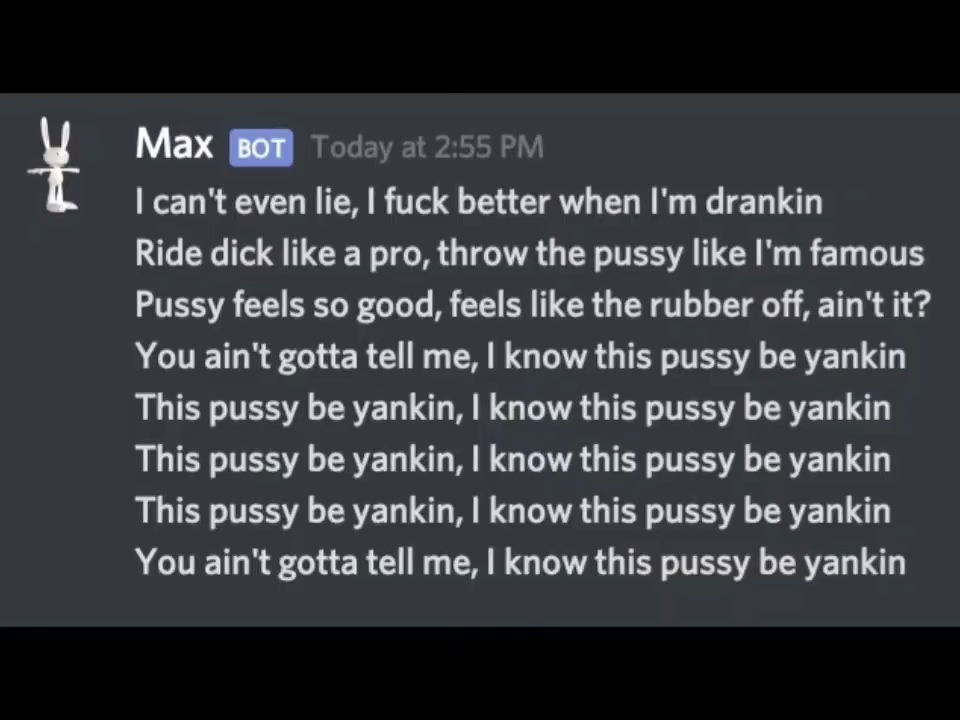 Max BOT Today at 2:55 PM
I can't even lie, I fuck better when I'm drankin
Ride dick like a pro, throw the pussy like I'm famous
Pussy feels so good, feels like the rubber off, ain't it?
You ain't gotta tell me, I know this pussy be yankin
This pussy be yankin, I know this pussy be yankin
This pussy be yankin, I know this pussy be yankin
This pussy be yankin, I know this pussy be yankin
You ain't gotta tell me, I know this pussy be yankin